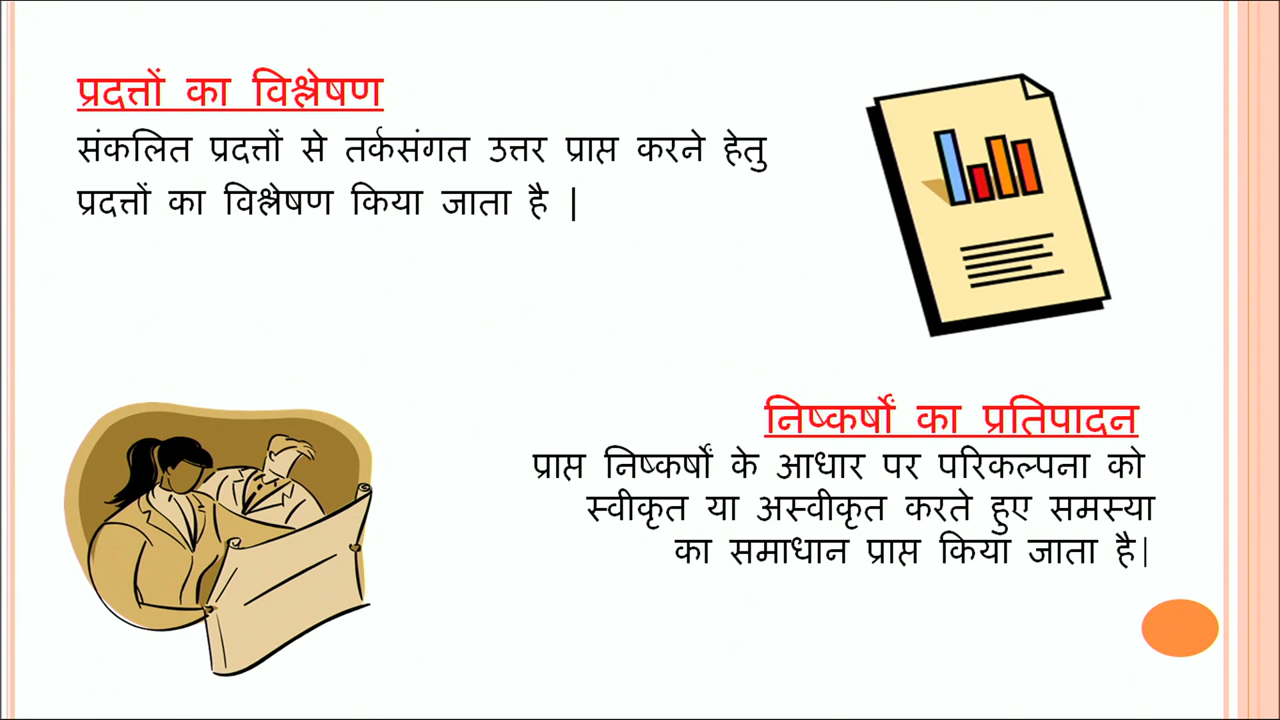 प्रदत्तों का विश्लेषण
संकलित प्रदत्तों से तर्कसंगत उत्तर प्राप्त करने हेतु
प्रदत्तों का विश्लेषण किया जाता है |
निष्कर्षों का प्रतिपादन
प्राप्त निष्कर्षों के आधार पर परिकल्पना को
स्वीकृत या अस्वीकृत करते हुए समस्या
का समाधान प्राप्त किया जाता है|